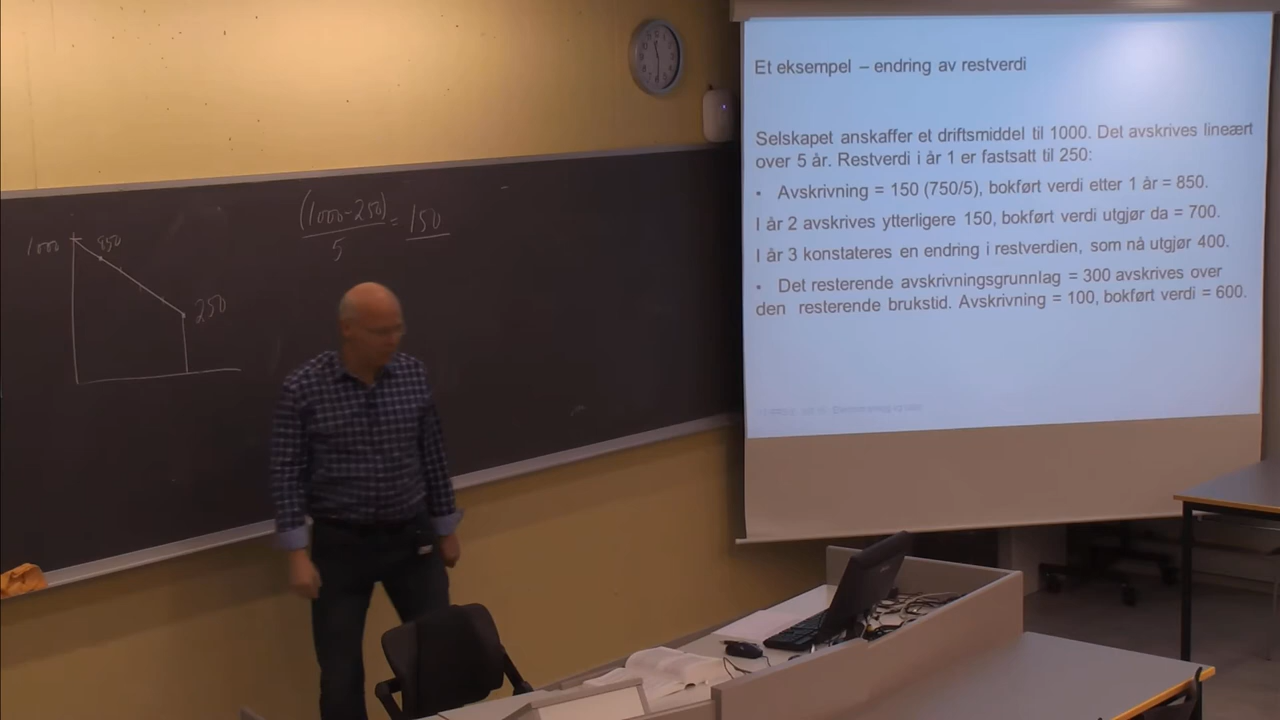 1000
850
250
(1000-250)
5
= 150
Et eksempel – endring av restverdi
Selskapet anskaffer et driftsmiddel til 1000. Det avskrives lineært
over 5 år. Restverdi i år 1 er fastsatt til 250:
• Avskrivning = 150 (750/5), bokført verdi etter 1 år = 850.
I år 2 avskrives ytterligere 150, bokført verdi utgjør da = 700.
I år 3 konstateres en endring i restverdien, som nå utgjør 400.
• Det resterende avskrivningsgrunnlag = 300 avskrives over
den resterende brukstid. Avskrivning = 100, bokført verdi = 600.